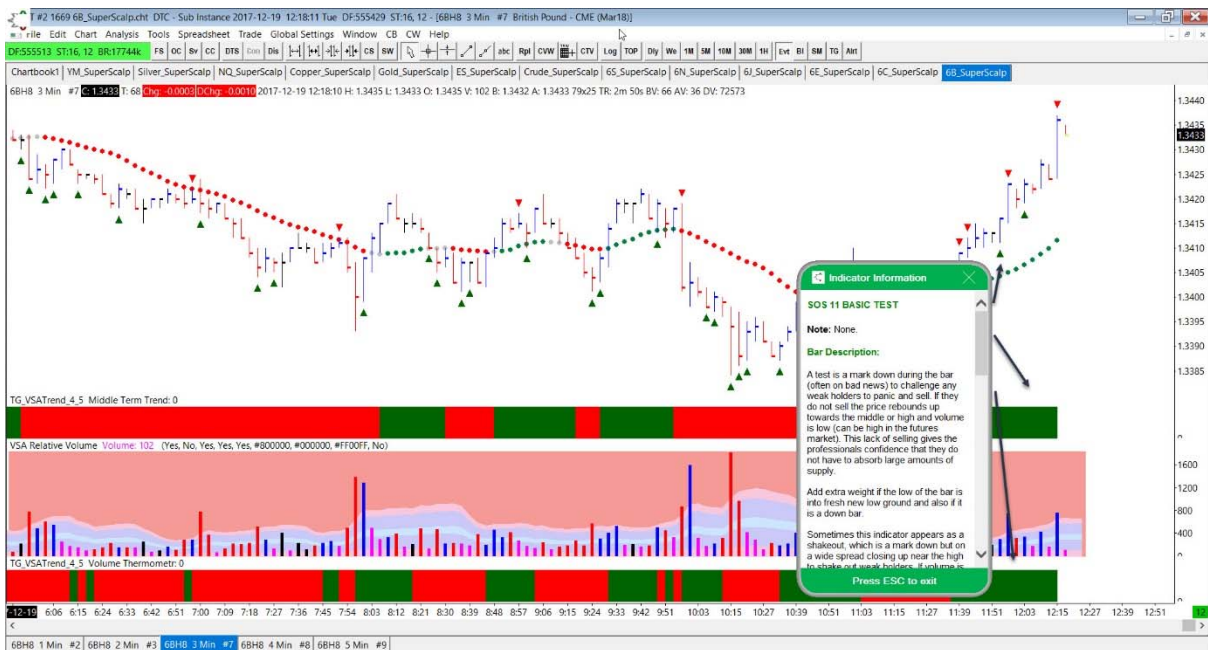 T #2 1669 6B_SuperScalp.cht DTC - Sub Instance 2017-12-19 12:18:11 Tue DF:555429 ST:16, 12 - [6BH8 3 Min #7 British Pound - CME (Mar18)]
File Edit Chart Analysis Tools Spreadsheet Trade Global Settings Window CB CW Help
DF:555513 ST:16, 12 BR:17744k FS OC Sv CC DTS Con Dis CS SW abc Rpl CVW CTV Log TOP Dly We 1M 5M 10M 30M 1H Evt BI SM TG Alrt
Chartbook1 YM_SuperScalp Silver_SuperScalp NQ_SuperScalp Copper_SuperScalp Gold_SuperScalp ES_SuperScalp Crude_SuperScalp 6S_SuperScalp 6N_SuperScalp 6J_SuperScalp 6E_SuperScalp 6C_SuperScalp 6B_SuperScalp
6BH8 3 Min #7 C: 1.3433 T: 68 Chg: -0.0003 DChg: -0.0010 2017-12-19 12:18:10 H: 1.3435 L: 1.3433 O: 1.3435 V: 102 B: 1.3432 A: 1.3433 79x25 TR: 2m 50s BV: 66 AV: 36 DV: 72573
1.3440
1.3435
1.3433
1.3430
1.3425
1.3420
1.3415
1.3410
1.3405
1.3400
1.3395
1.3390
1.3385
Indicator Information
SOS 11 BASIC TEST
Note: None.
Bar Description:
A test is a mark down during the bar
(often on bad news) to challenge any
weak holders to panic and sell. If they
do not sell the price rebounds up
towards the middle or high and volume
is low (can be high in the futures
market). This lack of selling gives the
professionals confidence that they do
not have to absorb large amounts of
supply.
Add extra weight if the low of the bar is
into fresh new low ground and also if it
is a down bar.
Sometimes this indicator appears as a
shakeout, which is a mark down but on
a wide spread closing up near the high
to shake out weak holders. If volume is
Press ESC to exit
TG_VSATrend_4_5 Middle Term Trend: 0
VSA Relative Volume Volume: 102 (Yes, No, Yes, Yes, Yes, #800000, #000000, #FF00FF, No)
1600
1200
800
400
0
TG_VSATrend_4_5 Volume Thermometr: 0
0
7-12-19 6:06 6:15 6:24 6:33 6:42 6:51 7:00 7:09 7:18 7:27 7:36 7:45 7:54 8:03 8:12 8:21 8:30 8:39 8:48 8:57 9:06 9:15 9:24 9:33 9:42 9:51 10:03 10:15 10:27 10:39 10:51 11:03 11:15 11:27 11:39 11:51 12:03 12:15 12:27 12:39 12:51 12
6BH8 1 Min #2 6BH8 2 Min #3 6BH8 3 Min #7 6BH8 4 Min #8 6BH8 5 Min #9